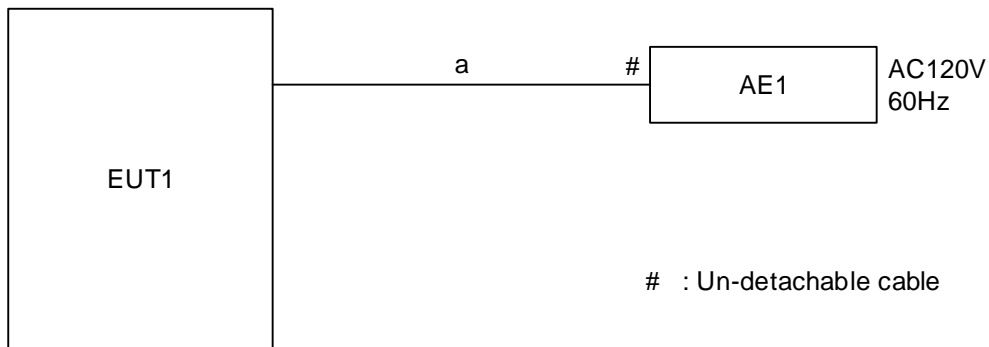 a
#
AE1
AC120V
60Hz
EUT1
# : Un-detachable cable